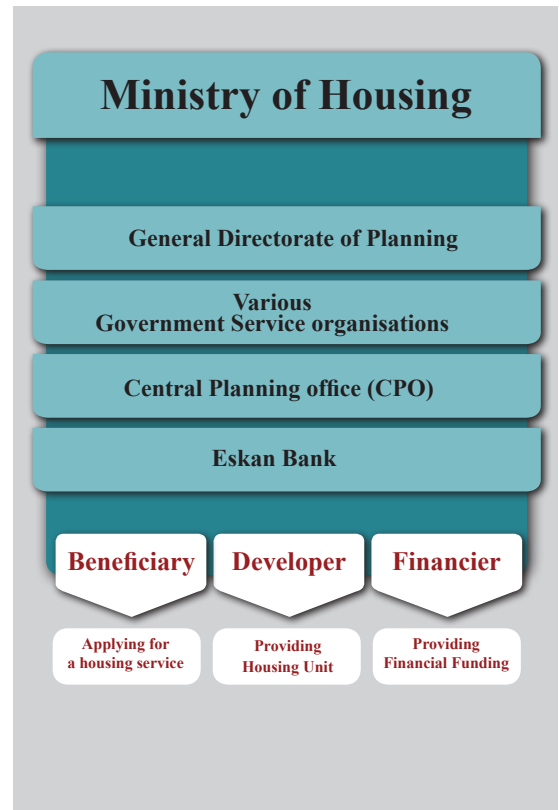 Ministry of Housing
General Directorate of Planning
Various
Government Service organisations
Central Planning office (CPO)
Eskan Bank
Beneficiary
Developer
Financier
Applying for
a housing service
Providing
Housing Unit
Providing
Financial Funding